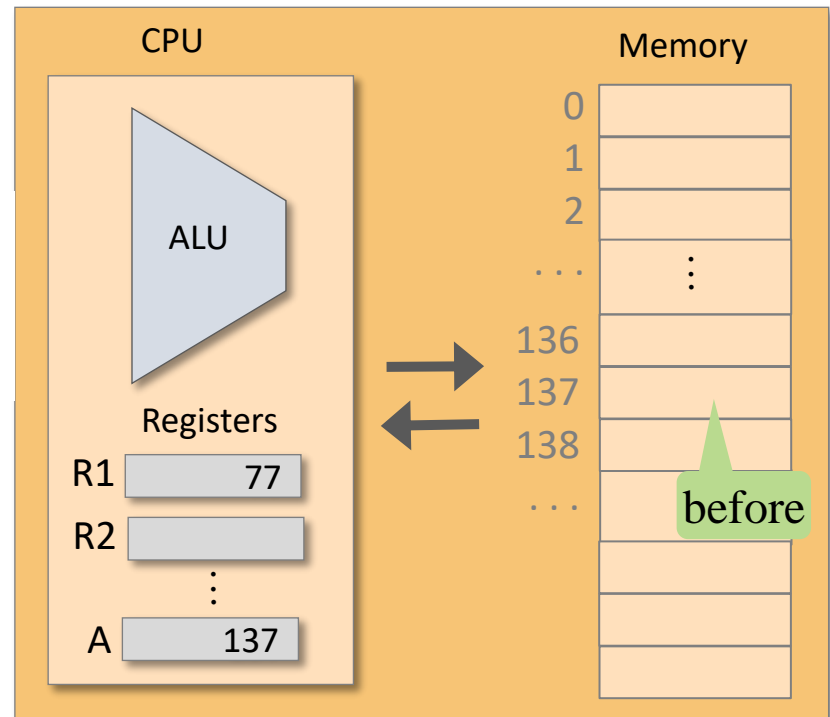 CPU
ALU
Registers
R1 77
R2
⋮
A 137
Memory
0
1
2
. . . ⋮
136
137
138
. . .
before